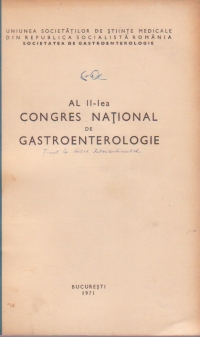 UNIUNEA SOCIETĂȚILOR DE ȘTIINȚE MEDICALE
DIN REPUBLICA SOCIALISTĂ ROMÂNIA
SOCIETATEA DE GASTROENTEROLOGIE
AL II-lea
CONGRES NAȚIONAL
DE
GASTROENTEROLOGIE
BUCUREȘTI
1971